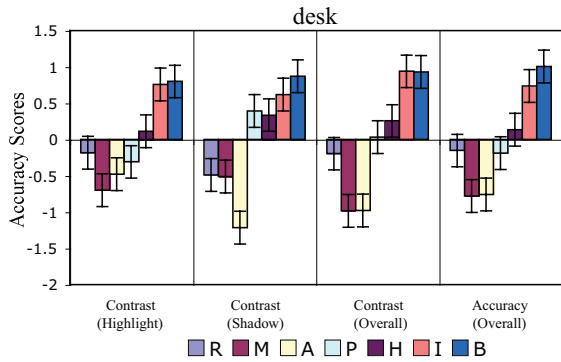 desk
Accuracy Scores
1.5
1
0.5
0
-0.5
-1
-1.5
-2
Contrast
(Highlight)
Contrast
(Shadow)
Contrast
(Overall)
Accuracy
(Overall)
R M A P H I B